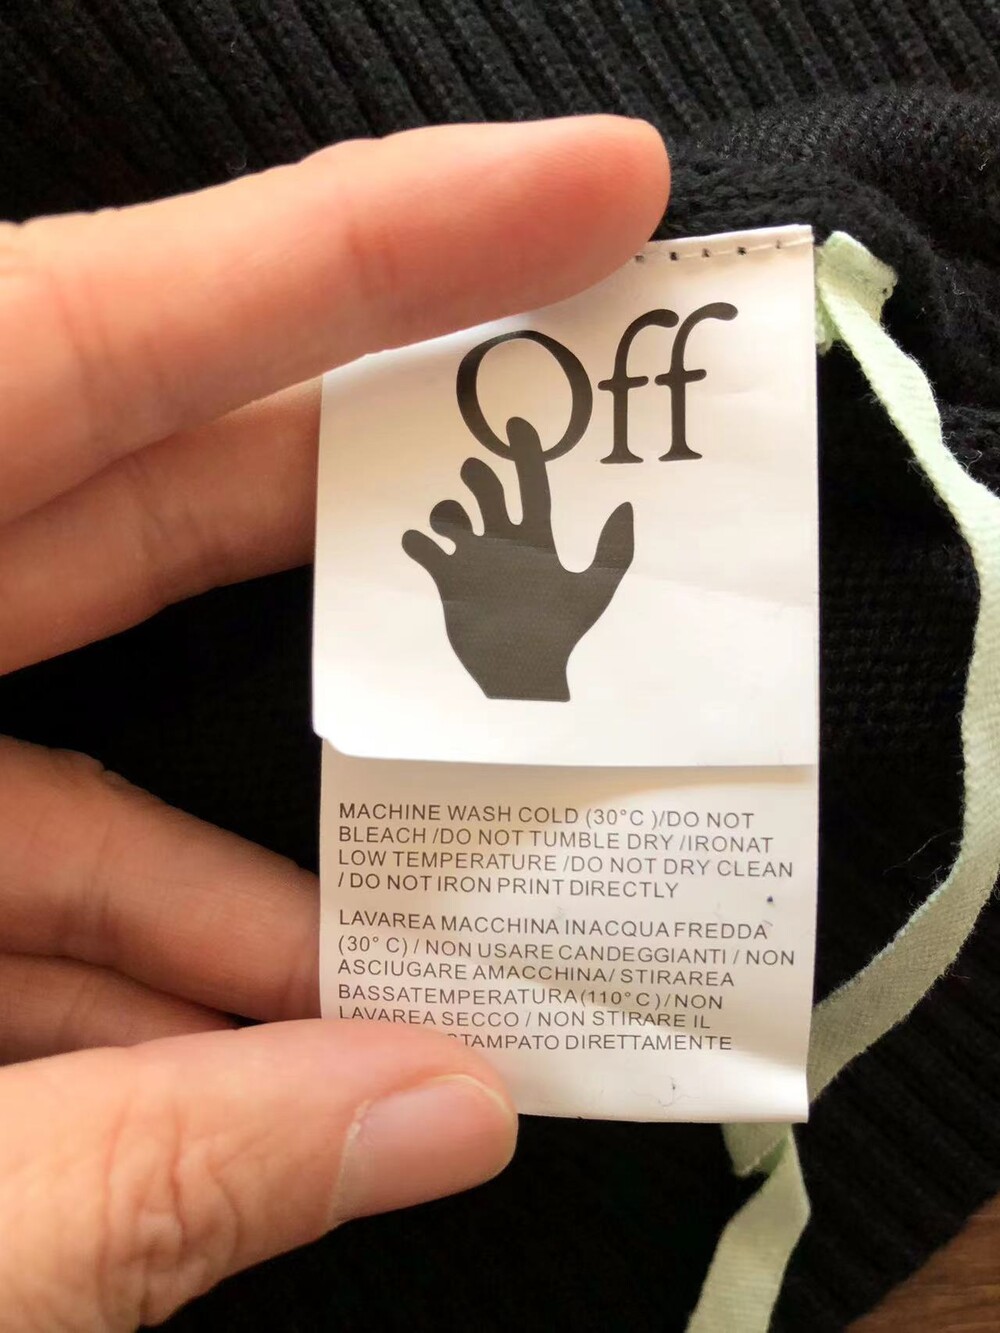 Off
MACHINE WASH COLD (30°C )/DO NOT
BLEACH /DO NOT TUMBLE DRY /IRONAT
LOW TEMPERATURE /DO NOT DRY CLEAN
/ DO NOT IRON PRINT DIRECTLY
LAVAREA MACCHINA INACQUA FREDDA
(30° C) / NON USARE CANDEGGIANTI / NON
ASCIUGARE AMACCHINA/ STIRAREA
BASSATEMPERATURA(110°C)/NON
LAVAREA SECCO / NON STIRARE IL
DIRETTAMENTE